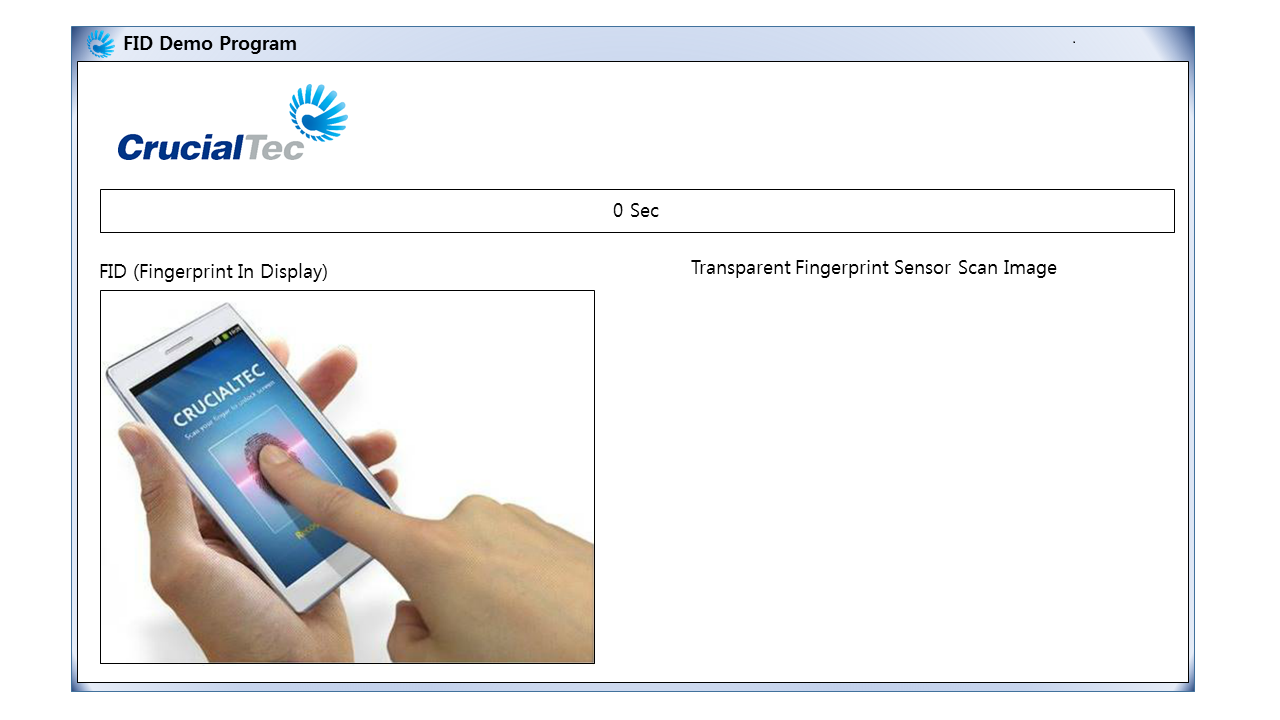 FID Demo Program
CrucialTec
0 Sec
FID (Fingerprint In Display)
Transparent Fingerprint Sensor Scan Image
CRUCIALTEC
Scan your finger to unlock screen